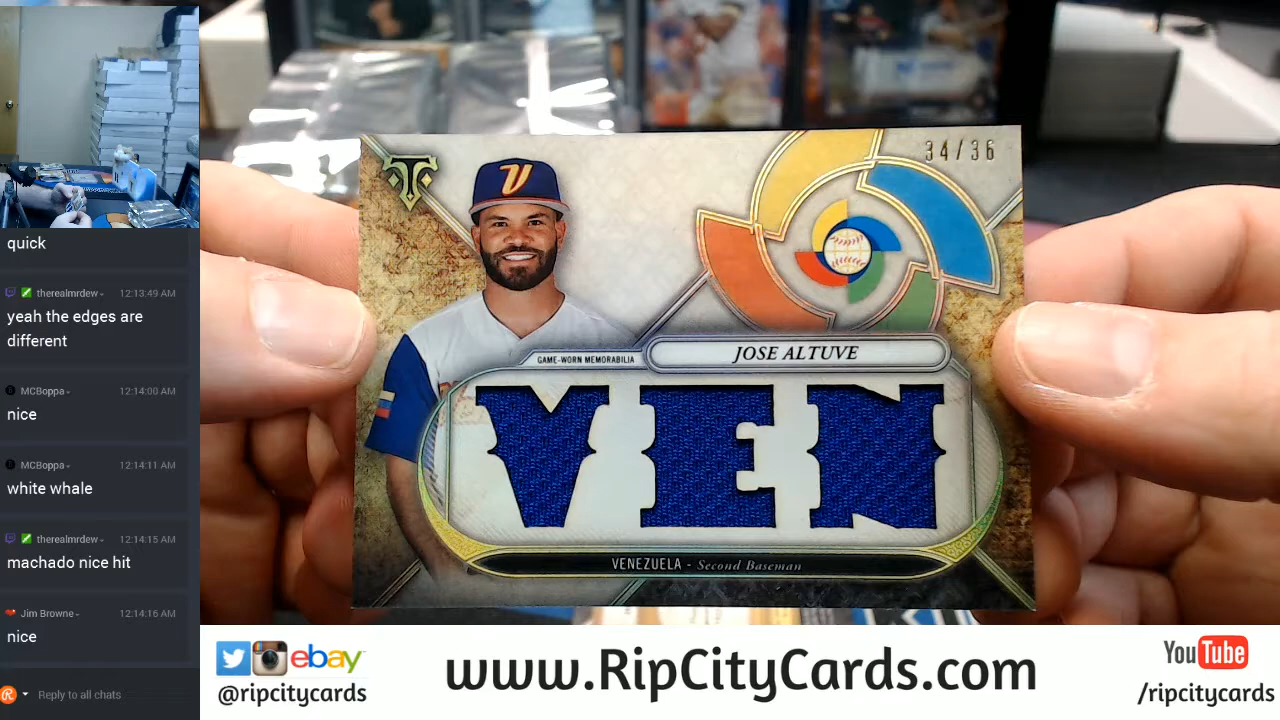 quick
therealmrdew
12:13:49 AM
yeah the edges are
different
MCBoppa
12:14:00 AM
nice
MCBoppa
12:14:11 AM
white whale
therealmrdew
12:14:15 AM
machado nice hit
Jim Browne
12:14:16 AM
nice
Reply to all chats
34/36
V
GAME-WORN MEMORABILIA
JOSE ALTUVE
VEN
VENEZUELA - Second Baseman
ebay
@ripcitycards
www.RipCityCards.com
YouTube
/ripcitycards